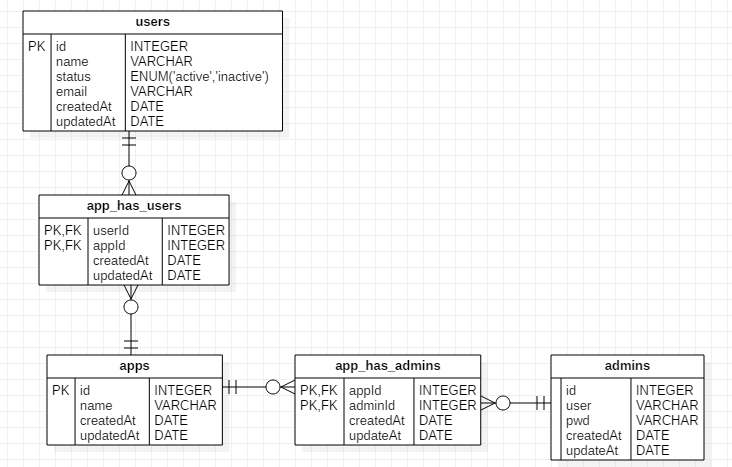 users
PK id INTEGER
name VARCHAR
status ENUM('active','inactive')
email VARCHAR
createdAt DATE
updatedAt DATE
app_has_users
PK,FK userId INTEGER
PK,FK appId INTEGER
createdAt DATE
updatedAt DATE
apps
PK id INTEGER
name VARCHAR
createdAt DATE
updatedAt DATE
app_has_admins
PK,FK appId INTEGER
PK,FK adminId INTEGER
createdAt DATE
updateAt DATE
admins
id INTEGER
user VARCHAR
pwd VARCHAR
createdAt DATE
updateAt DATE